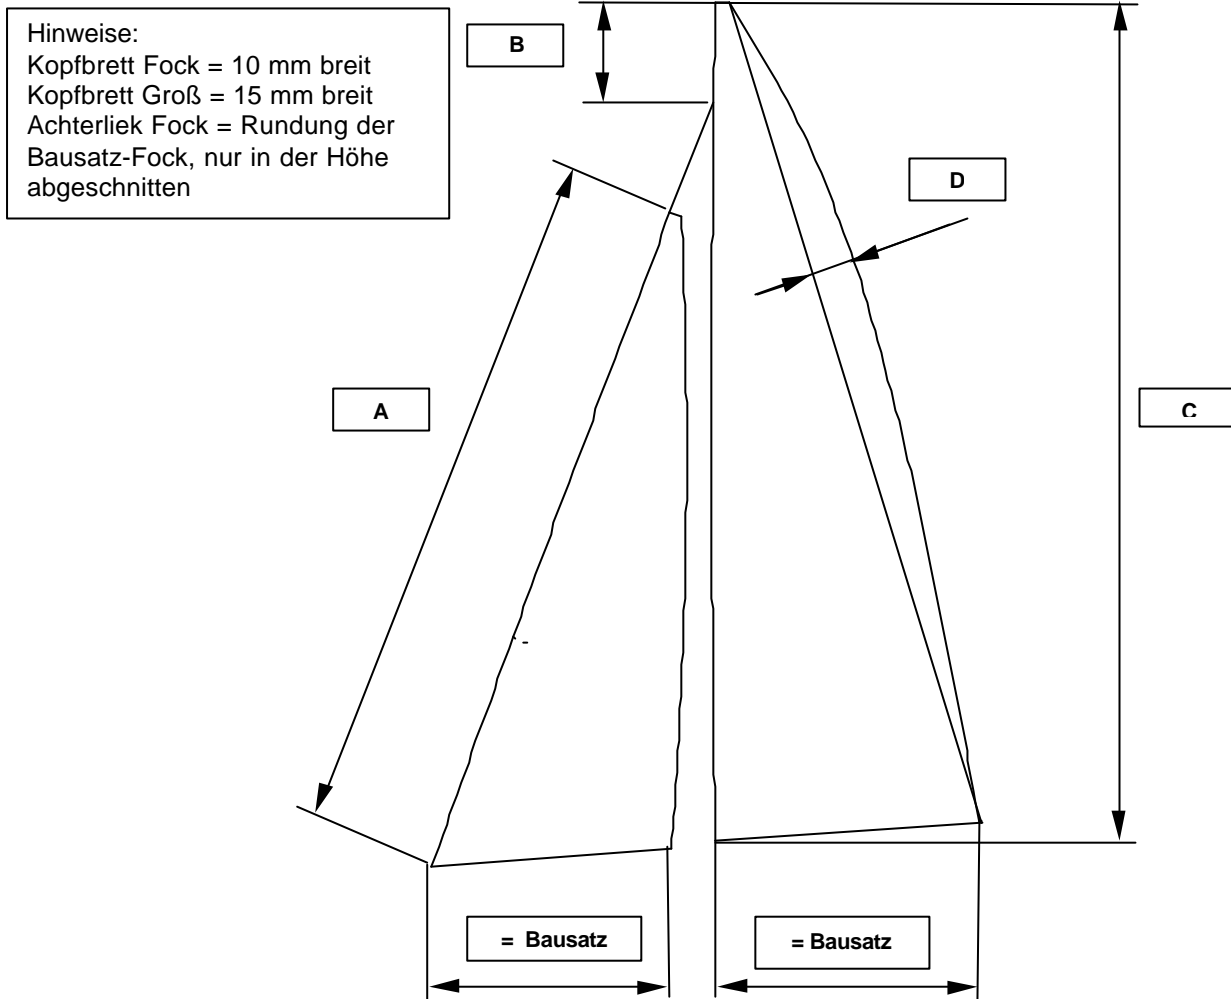 Hinweise:
Kopfbrett Fock = 10 mm breit
Kopfbrett Groß = 15 mm breit
Achterliek Fock = Rundung der
Bausatz-Fock, nur in der Höhe
abgeschnitten
B
D
A
C
= Bausatz
= Bausatz